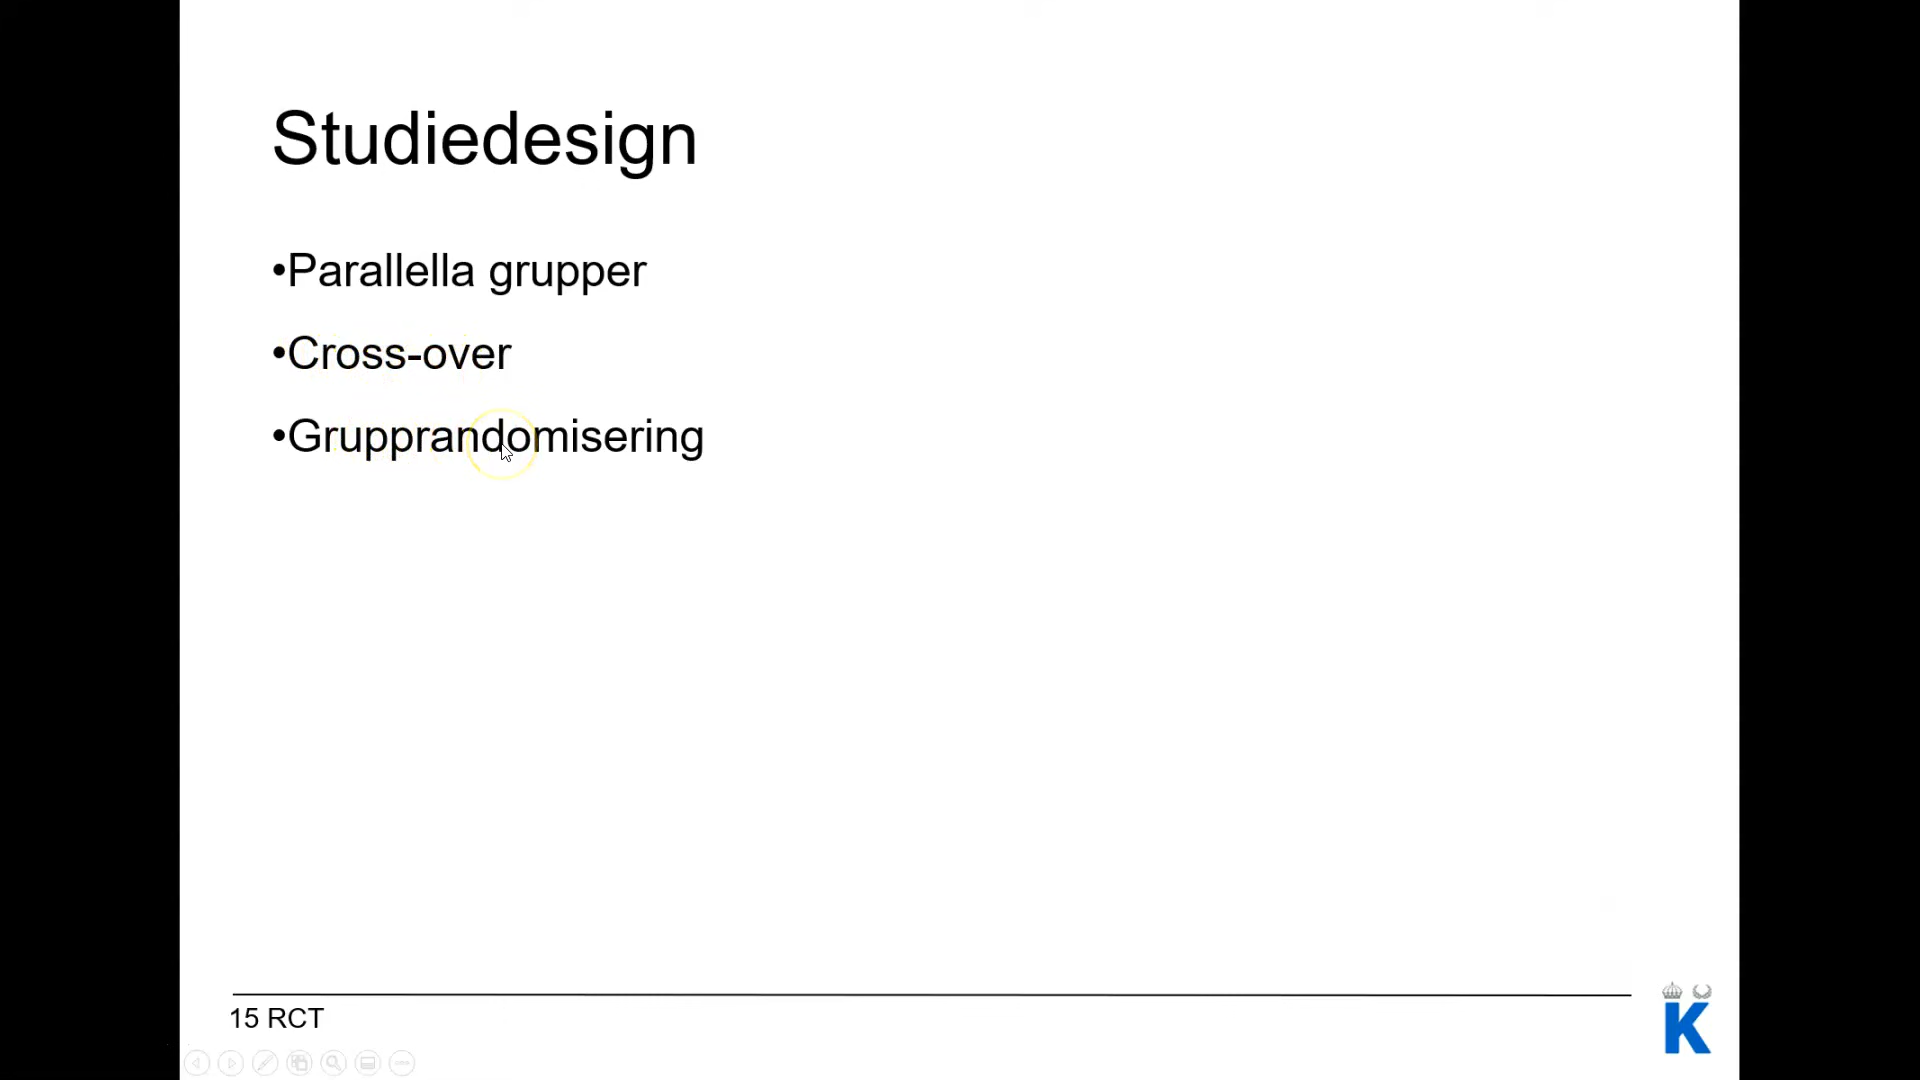 Studiedesign
•Parallella grupper
•Cross-over
•Grupprandomisering
15 RCT
K